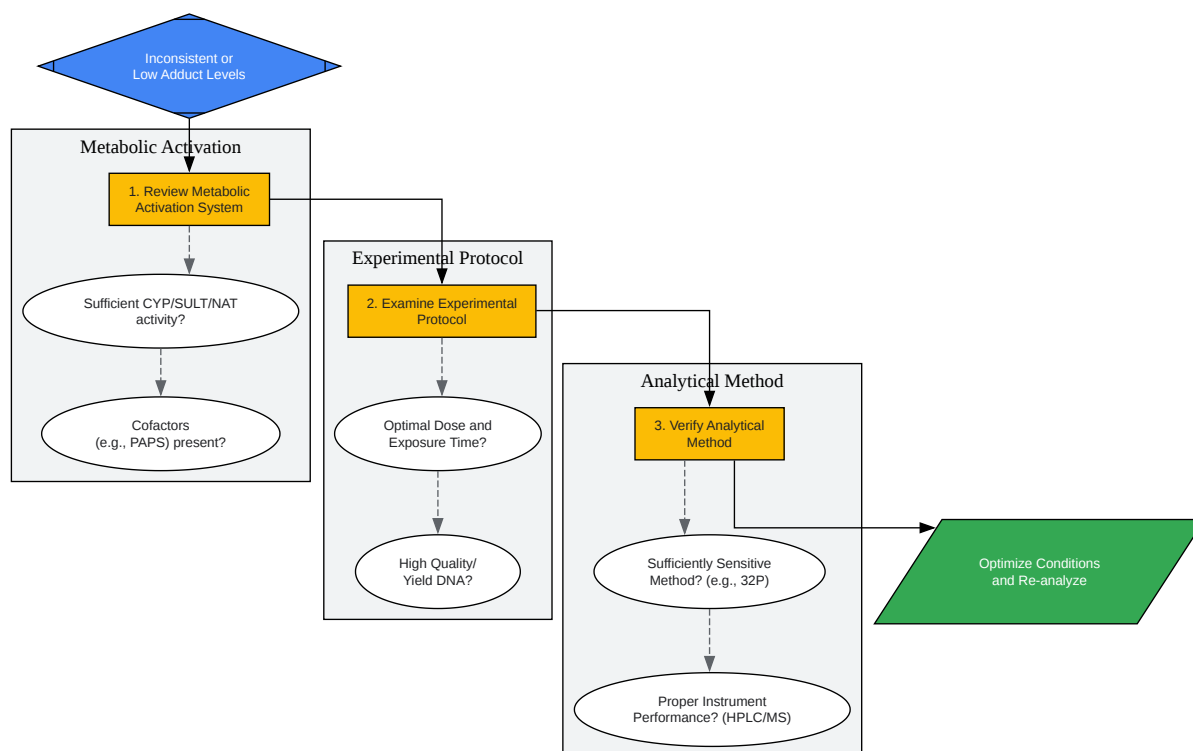 Inconsistent or
Low Adduct Levels
Metabolic Activation
1. Review Metabolic
Activation System
Sufficient CYP/SULT/NAT
activity?
Cofactors
(e.g., PAPS) present?
Experimental Protocol
2. Examine Experimental
Protocol
Optimal Dose and
Exposure Time?
High Quality/
Yield DNA?
Analytical Method
3. Verify Analytical
Method
Sufficiently Sensitive
Method? (e.g., 32P)
Proper Instrument
Performance? (HPLC/MS)
Optimize Conditions
and Re-analyze